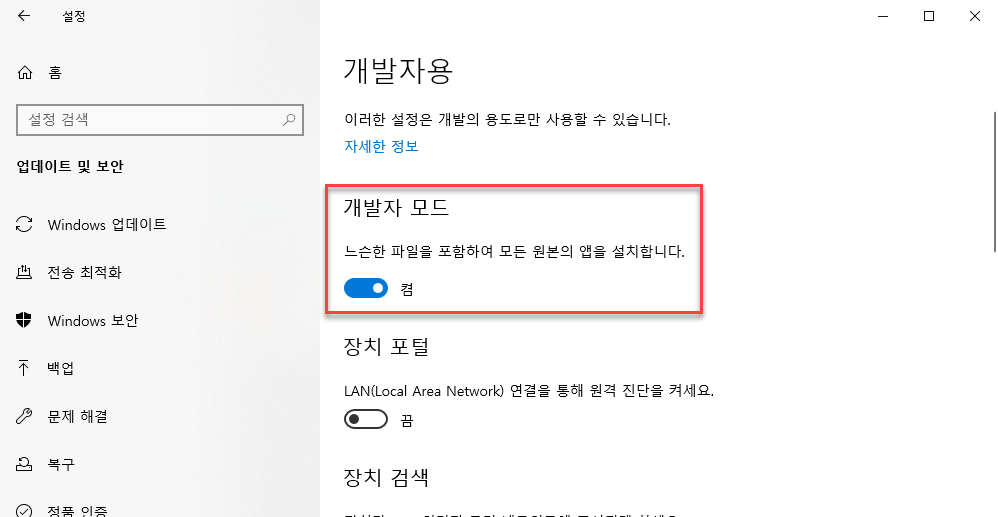 설정
홈
설정 검색
업데이트 및 보안
Windows 업데이트
전송 최적화
Windows 보안
백업
문제 해결
복구
정품 인증
개발자용
이러한 설정은 개발의 용도로만 사용할 수 있습니다.
자세한 정보
개발자 모드
느슨한 파일을 포함하여 모든 원본의 앱을 설치합니다.
켬
장치 포털
LAN(Local Area Network) 연결을 통해 원격 진단을 켜세요.
끔
장치 검색